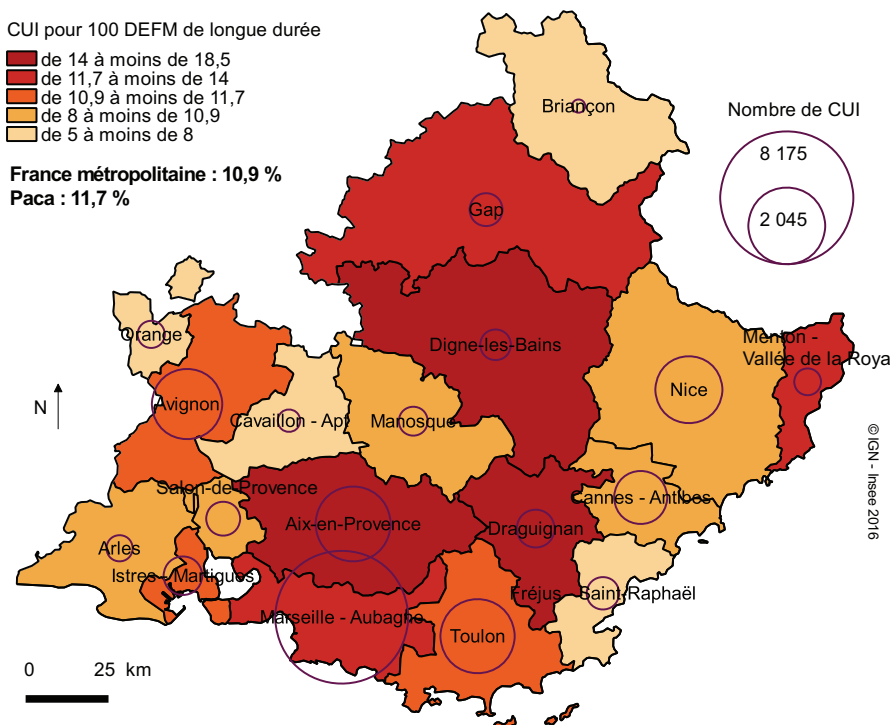 CUI pour 100 DEFM de longue durée
de 14 à moins de 18,5
de 11,7 à moins de 14
de 10,9 à moins de 11,7
de 8 à moins de 10,9
de 5 à moins de 8
France métropolitaine : 10,9 %
Paca : 11,7 %
Nombre de CUI
8 175
2 045
Briançon
Gap
Orange
Digne-les-Bains
Menton -
Vallée de la Roya
Avignon
Nice
Cavaillon - Apt
Manosque
N
Salon-de-Provence
Aix-en-Provence
Cannes - Antibes
Draguignan
Arles
Istres - Martigues
Fréjus - Saint-Raphaël
Marseille - Aubagne
Toulon
0 25 km
©IGN - Insee 2016